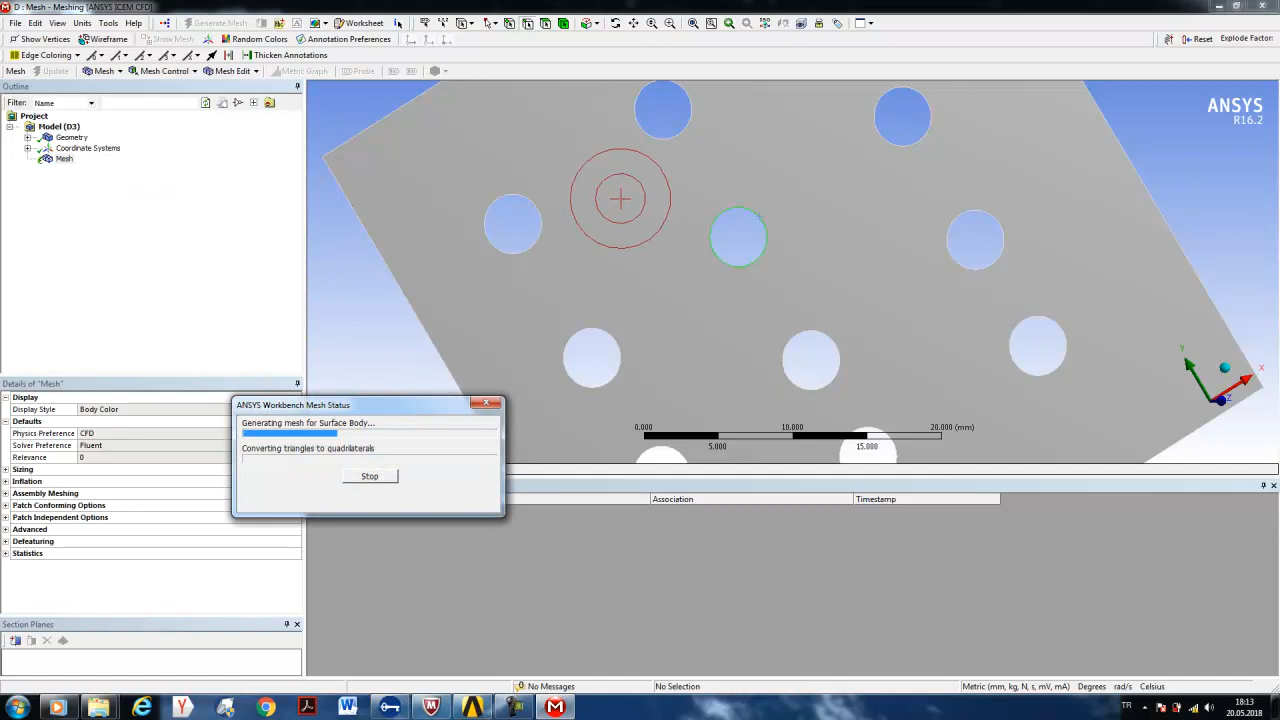 D : Mesh - Meshing [ANSYS ICEM CFD]
File Edit View Units Tools Help Generate Mesh Worksheet
Show Vertices Wireframe Show Mesh Random Colors Annotation Preferences Reset Explode Factor:
Edge Coloring Thicken Annotations
Mesh Update Mesh Mesh Control Mesh Edit Metric Graph Probe
Outline
Filter: Name
Project
Model (D3)
Geometry
Coordinate Systems
Mesh
ANSYS
R16.2
Details of "Mesh"
Display
Display Style Body Color
Defaults
Physics Preference CFD
Solver Preference Fluent
Relevance 0
Sizing
Inflation
Assembly Meshing
Patch Conforming Options
Patch Independent Options
Advanced
Defeaturing
Statistics
ANSYS Workbench Mesh Status
Generating mesh for Surface Body...
Converting triangles to quadrilaterals
Stop
0.000 10.000 20.000 (mm)
5.000 15.000
Y
X
Z
Association Timestamp
Section Planes
No Messages No Selection Metric (mm, kg, N, s, mV, mA) Degrees rad/s Celsius
TR 18:13
20.05.2018